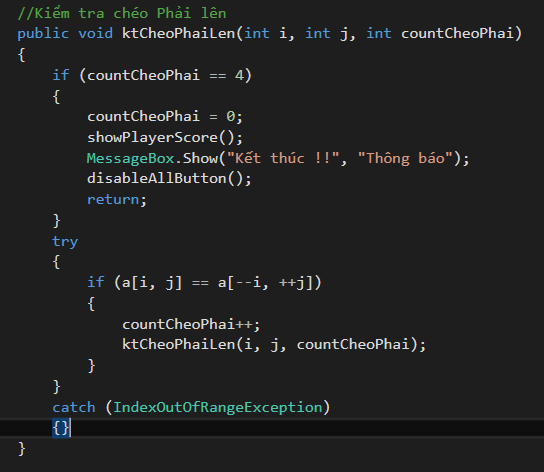 //Kiểm tra chéo Phải lên
public void ktCheoPhaiLen(int i, int j, int countCheoPhai)
{
    if (countCheoPhai == 4)
    {
        countCheoPhai = 0;
        showPlayerScore();
        MessageBox.Show("Kết thúc !!", "Thông báo");
        disableAllButton();
        return;
    }
    try
    {
        if (a[i, j] == a[--i, ++j])
        {
            countCheoPhai++;
            ktCheoPhaiLen(i, j, countCheoPhai);
        }
    }
    catch (IndexOutOfRangeException)
    {}
}